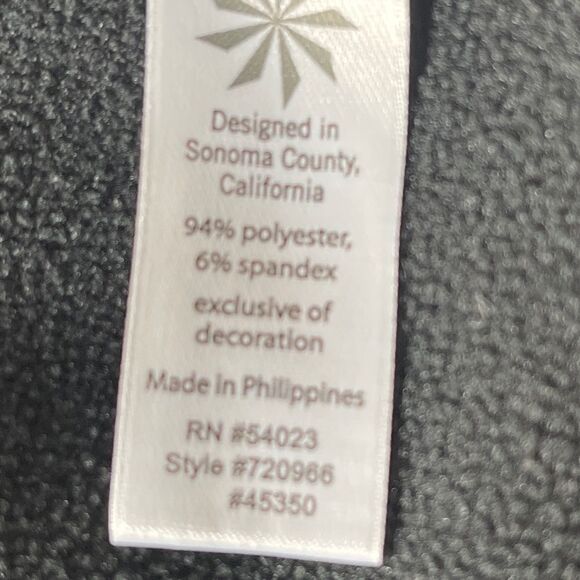 Designed in
Sonoma County,
California
94% polyester,
6% spandex
exclusive of
decoration
Made in Philippines
RN #54023
Style #720966
#45350